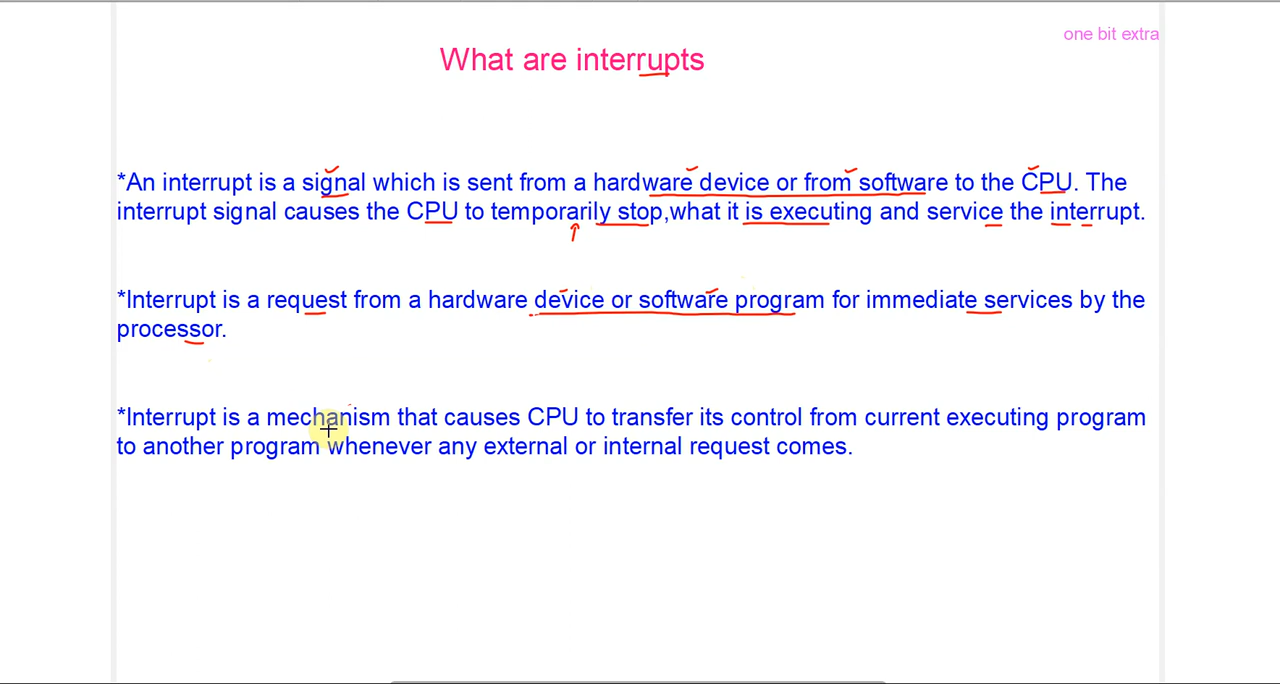 one bit extra
What are interrupts
*An interrupt is a signal which is sent from a hardware device or from software to the CPU. The
interrupt signal causes the CPU to temporarily stop,what it is executing and service the interrupt.
*Interrupt is a request from a hardware device or software program for immediate services by the
processor.
*Interrupt is a mechanism that causes CPU to transfer its control from current executing program
to another program whenever any external or internal request comes.